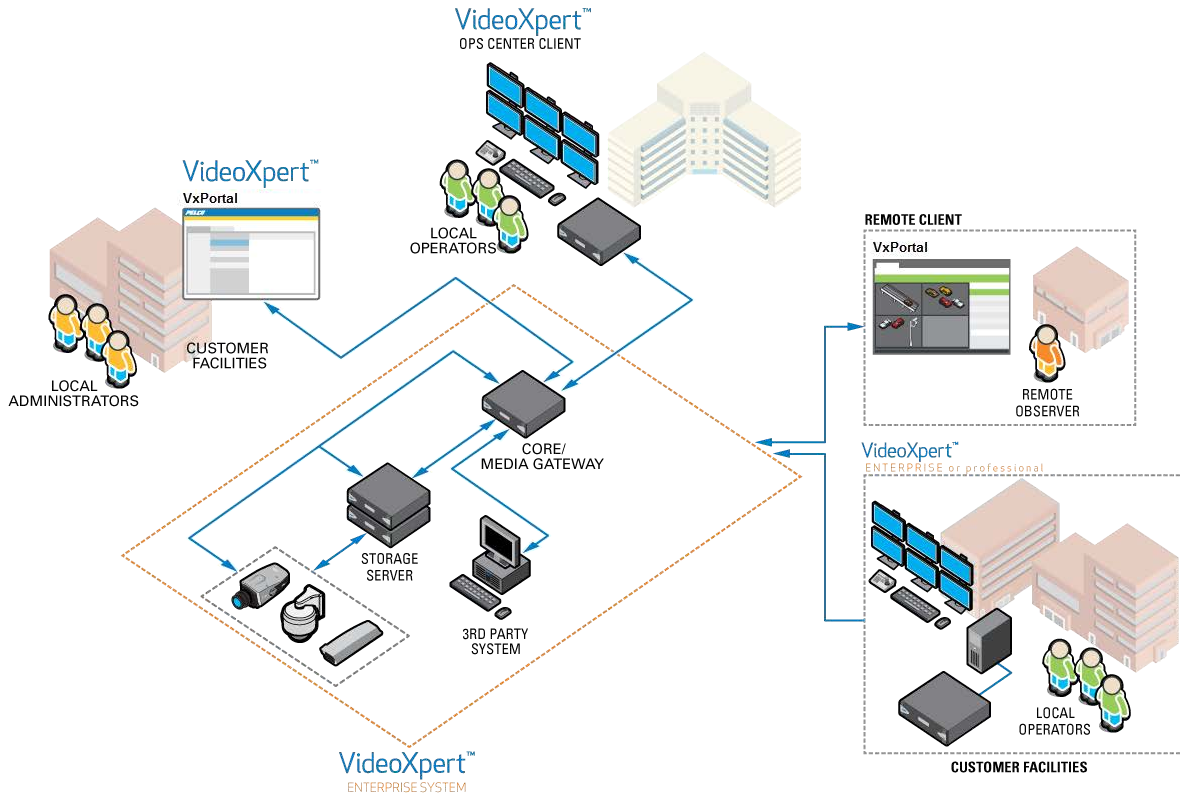 VideoXpert™
OPS CENTER CLIENT
VideoXpert™
VxPortal
PELCO
LOCAL
OPERATORS
REMOTE CLIENT
VxPortal
CUSTOMER
FACILITIES
LOCAL
ADMINISTRATORS
REMOTE
OBSERVER
CORE/
MEDIA GATEWAY
VideoXpert™
ENTERPRISE or professional
STORAGE
SERVER
3RD PARTY
SYSTEM
LOCAL
OPERATORS
VideoXpert™
ENTERPRISE SYSTEM
CUSTOMER FACILITIES